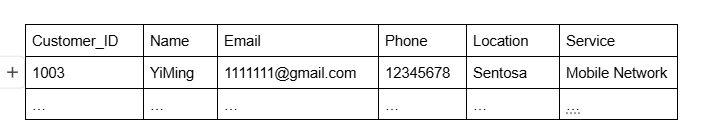 Customer_ID Name Email Phone Location Service
1003 YiMing 1111111@gmail.com 12345678 Sentosa Mobile Network
... ... ... ... ... ...